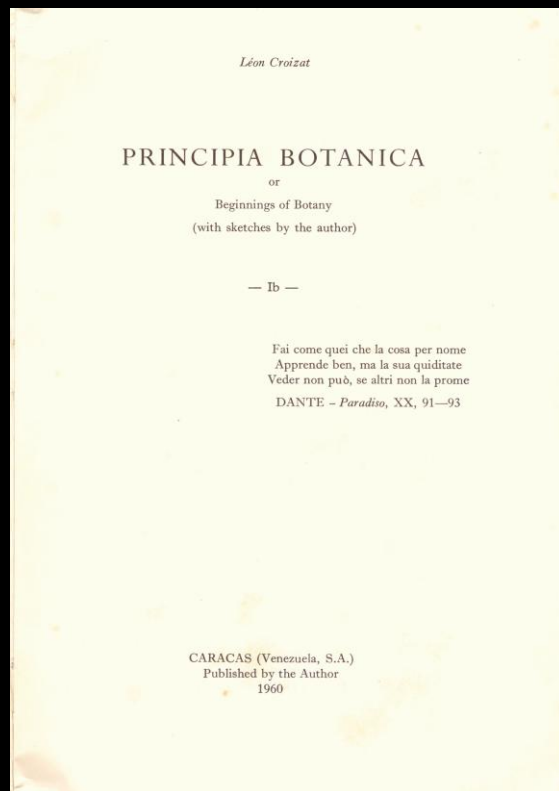 Léon Croizat
PRINCIPIA BOTANICA
or
Beginnings of Botany
(with sketches by the author)
— Ib —
Fai come quei che la cosa per nome
Apprende ben, ma la sua quiditate
Veder non può, se altri non la prome
DANTE – Paradiso, XX, 91—93
CARACAS (Venezuela, S.A.)
Published by the Author
1960